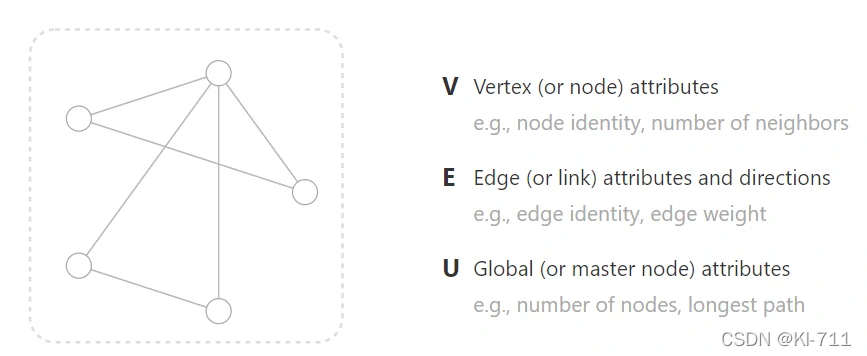 V Vertex (or node) attributes
e.g., node identity, number of neighbors
E Edge (or link) attributes and directions
e.g., edge identity, edge weight
U Global (or master node) attributes
e.g., number of nodes, longest path
CSDN @KI-711